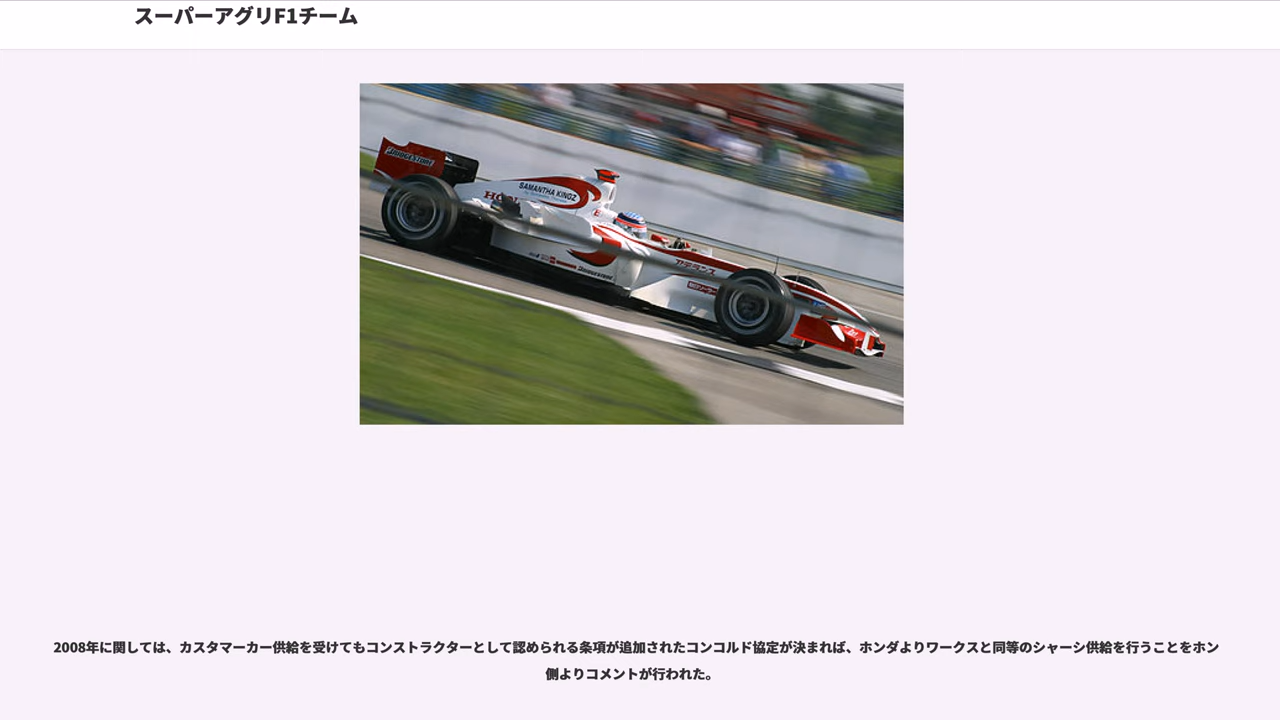 スーパーアグリF1チーム
BRIDGESTONE
SAMANTHA KINGZ
BRIDGESTONE
2008年に関しては、カスタマーカー供給を受けてもコンストラクターとして認められる条項が追加されたコンコルド協定が決まれば、ホンダよりワークスと同等のシャーシ供給を行うことをホン
側よりコメントが行われた。